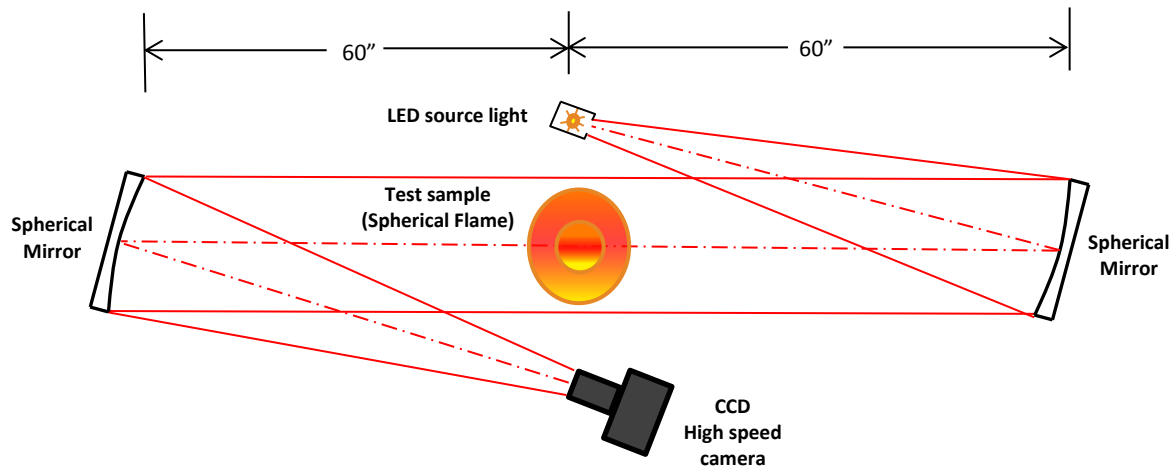 60”
60”
LED source light
Test sample
(Spherical Flame)
Spherical
Mirror
Spherical
Mirror
CCD
High speed
camera